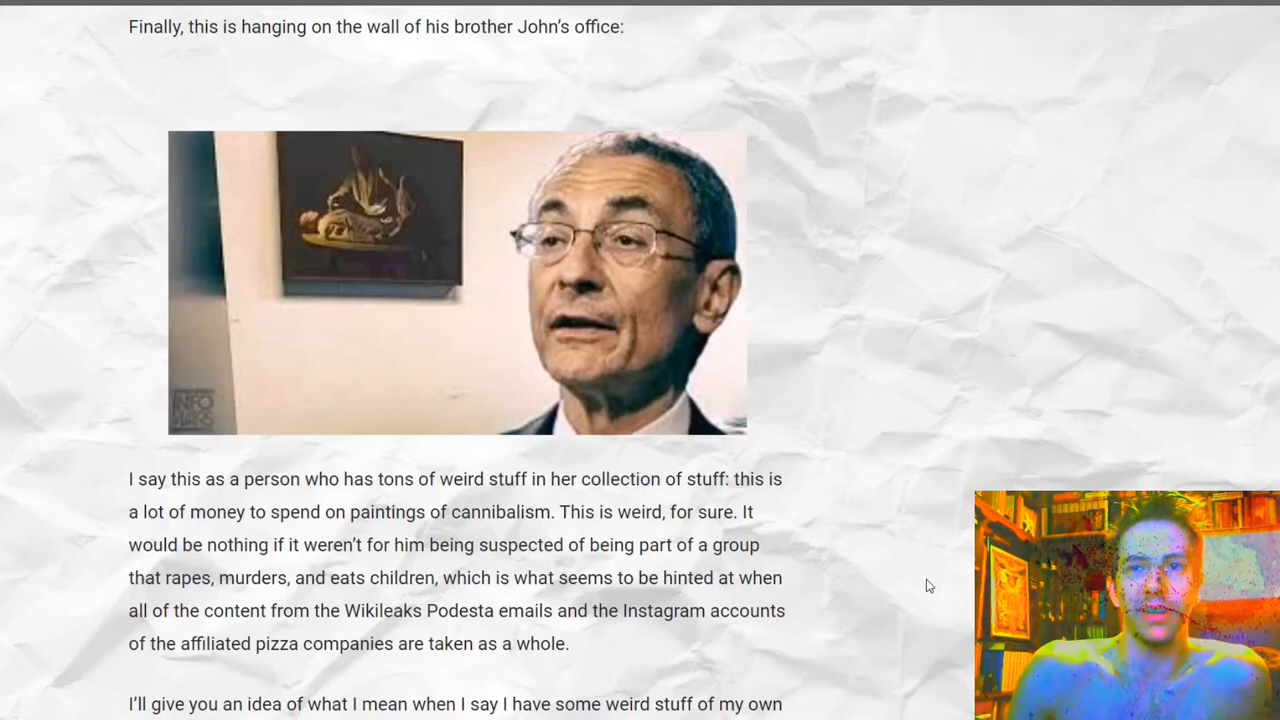 Finally, this is hanging on the wall of his brother John’s office:
INFO
WARS
I say this as a person who has tons of weird stuff in her collection of stuff: this is
a lot of money to spend on paintings of cannibalism. This is weird, for sure. It
would be nothing if it weren’t for him being suspected of being part of a group
that rapes, murders, and eats children, which is what seems to be hinted at when
all of the content from the Wikileaks Podesta emails and the Instagram accounts
of the affiliated pizza companies are taken as a whole.
I’ll give you an idea of what I mean when I say I have some weird stuff of my own